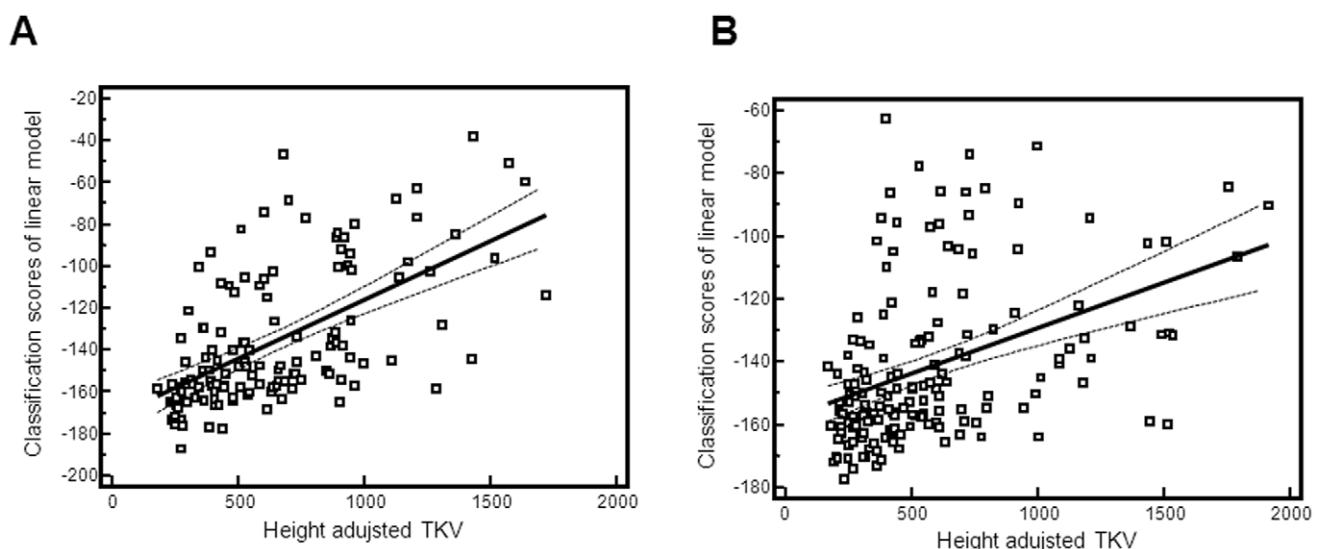 A
B
Classification scores of linear model
-20
-40
-60
-80
-100
-120
-140
-160
-180
-200
0 500 1000 1500 2000
Height adujsted TKV
Classification scores of linear model
-60
-80
-100
-120
-140
-160
-180
0 500 1000 1500 2000
Height adujsted TKV